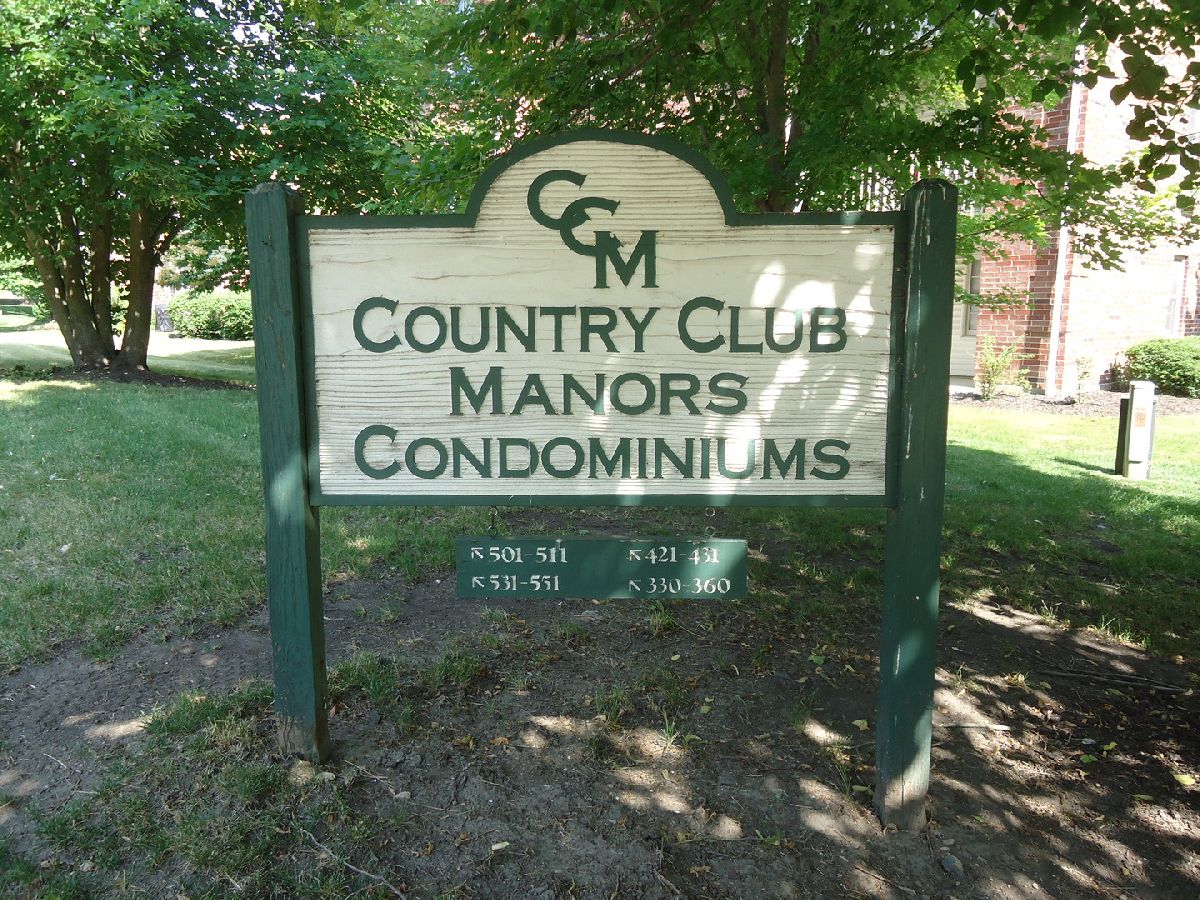 CCM
COUNTRY CLUB
MANORS
CONDOMINIUMS
↖501-511 ↖421-431
↖531-551 ↖330-360